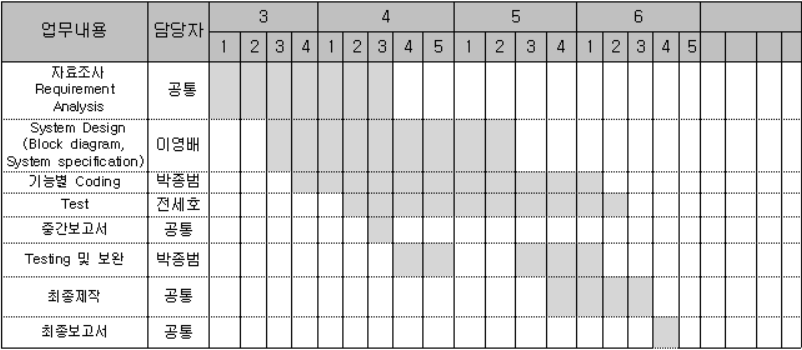 업무내용 담당자 3 4 5 6
1 2 3 4 1 2 3 4 5 1 2 3 4 1 2 3 4 5
자료조사
Requirement
Analysis
공통
System Design
(Block diagram,
System specification)
이영배
기능별 Coding 박종범
Test 전세호
중간보고서 공통
Testing 및 보완 박종범
최종제작 공통
최종보고서 공통